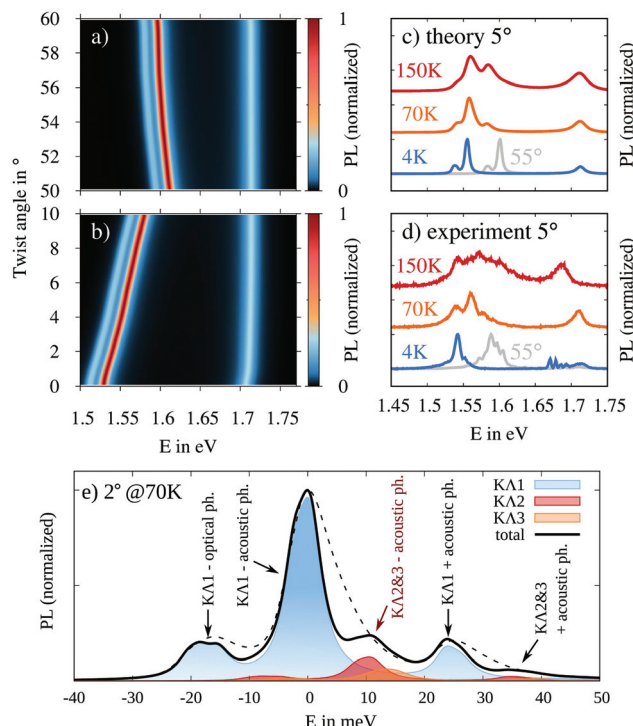 a)
b)
60
58
56
54
52
50
10
8
6
4
2
0
Twist angle in °
1.5 1.55 1.6 1.65 1.7 1.75
E in eV
1
0
PL (normalized)
1
0
PL (normalized)
c) theory 5°
150K
70K
4K
55°
PL (normalized)
d) experiment 5°
150K
70K
4K
55°
PL (normalized)
1.45 1.5 1.55 1.6 1.65 1.7 1.75
E in eV
e) 2° @70K
KΛ1 - optical ph.
KΛ1 - acoustic ph.
KΛ2&3 - acoustic ph.
KΛ1 + acoustic ph.
KΛ2&3
+ acoustic ph.
KΛ1
KΛ2
KΛ3
total
PL (normalized)
-40 -30 -20 -10 0 10 20 30 40 50
E in meV